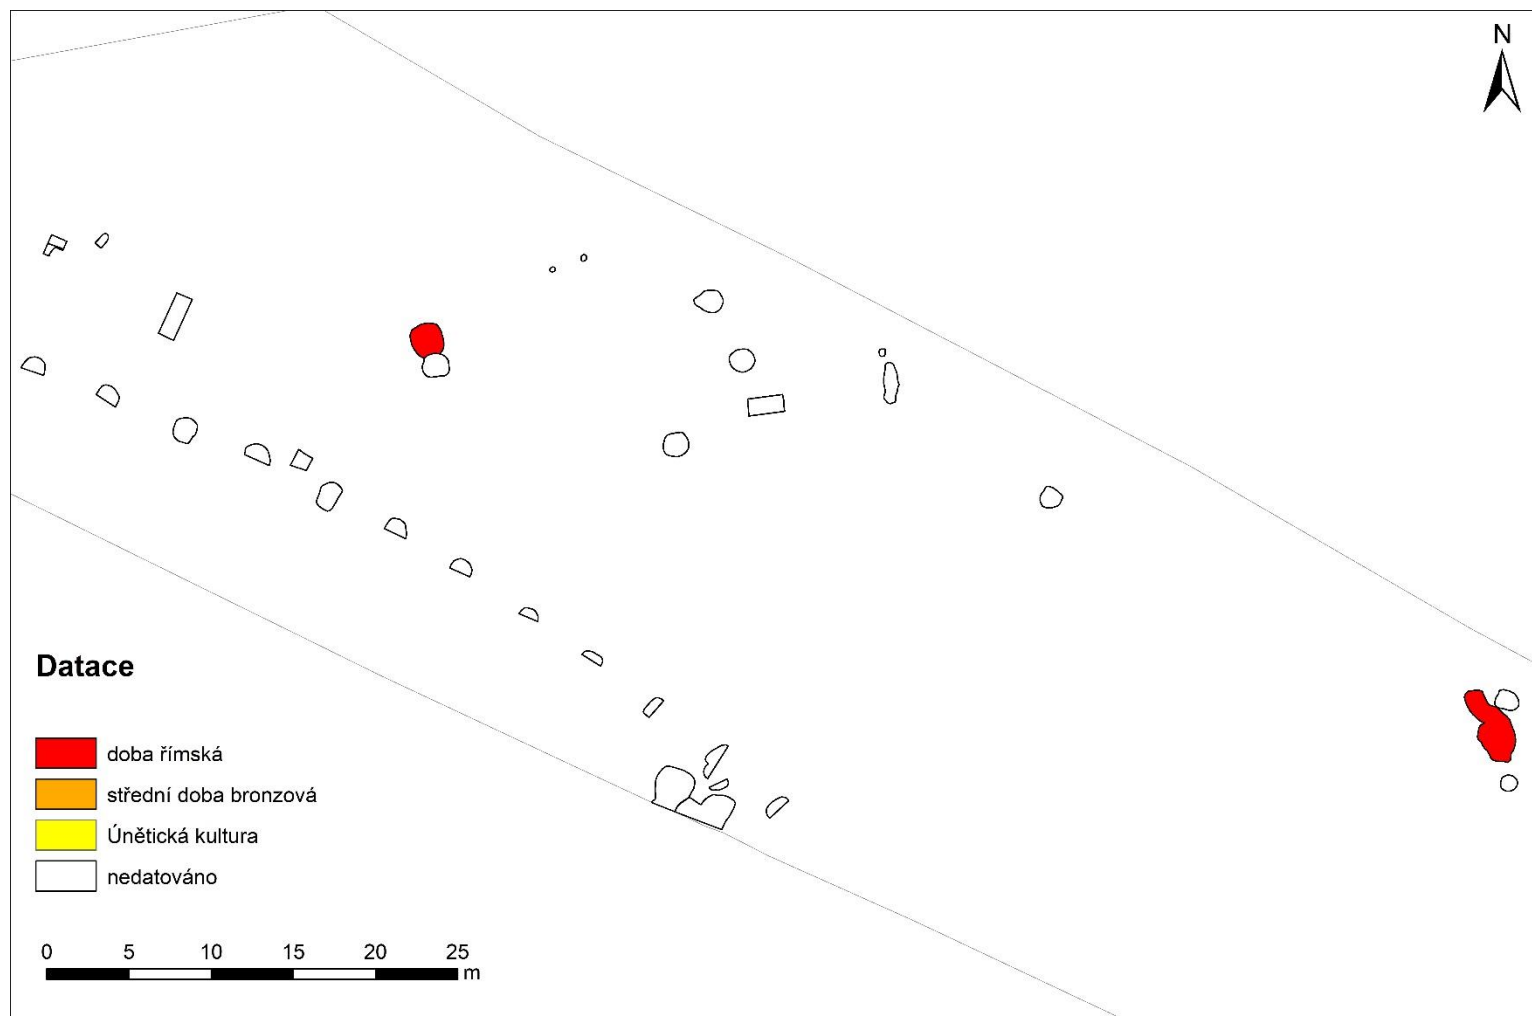 N
Datace
doba římská
střední doba bronzová
Únětická kultura
nedatováno
0 5 10 15 20 25
m